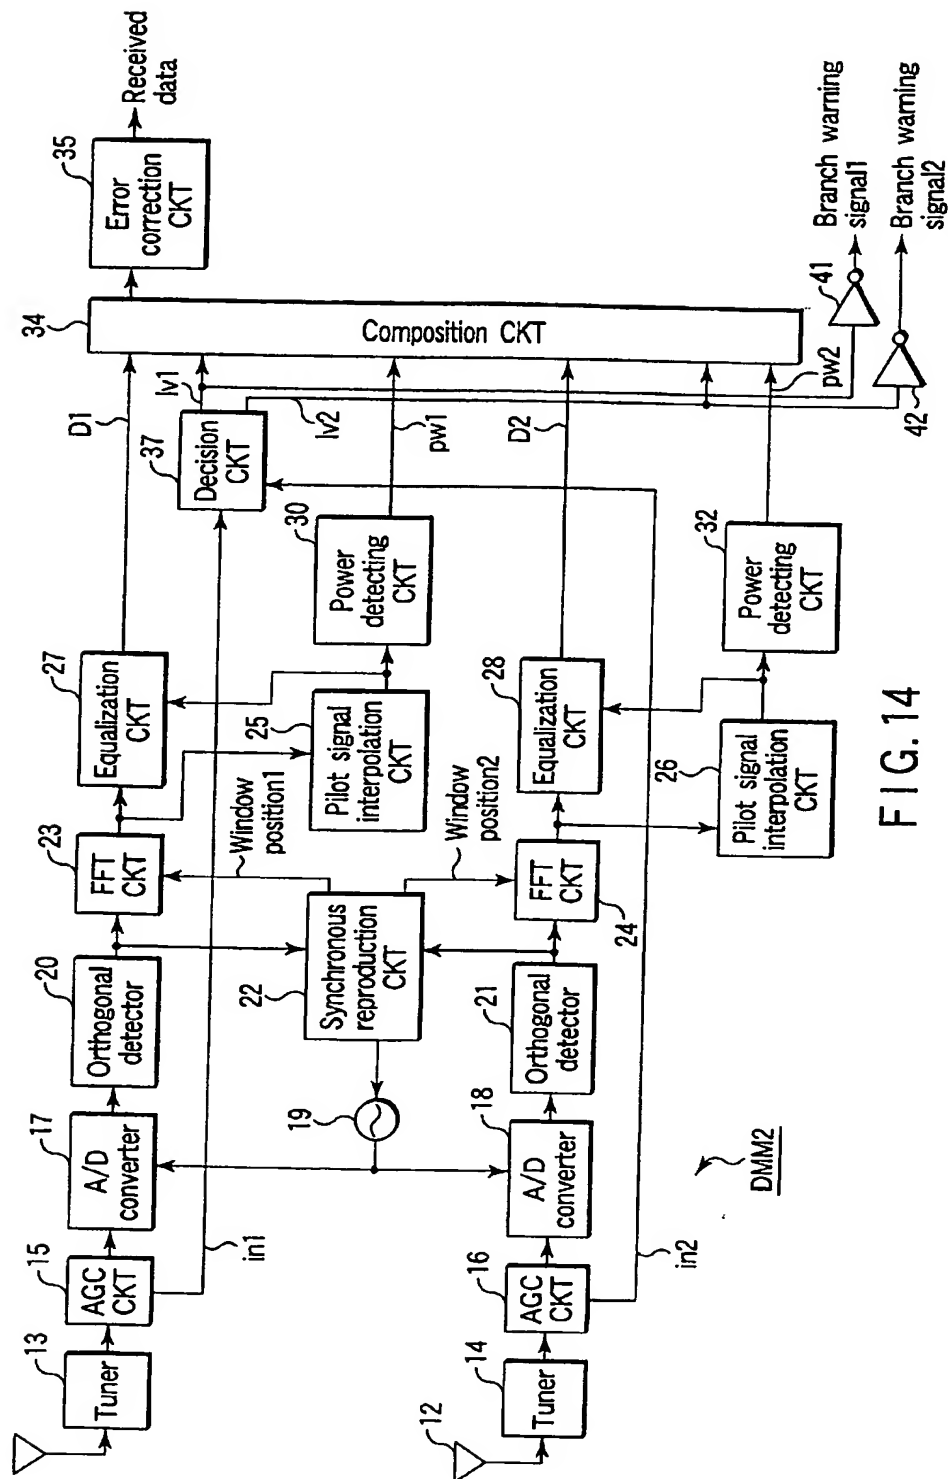 13
Tuner
15
AGC
CKT
in1
17
A/D
converter
20
Orthogonal
detector
23
FFT
CKT
Window
position1
27
Equalization
CKT
25
Pilot signal
interpolation
CKT
30
Power
detecting
CKT
D1
37
Decision
CKT
lv1
lv2
pw1
34
Composition CKT
35
Error
correction
CKT
Received
data
19
22
Synchronous
reproduction
CKT
12
14
Tuner
16
AGC
CKT
in2
18
A/D
converter
21
Orthogonal
detector
24
FFT
CKT
Window
position2
28
Equalization
CKT
26
Pilot signal
interpolation
CKT
32
Power
detecting
CKT
D2
pw2
41
Branch warning
signal1
42
Branch warning
signal2
DMM2
FIG.14